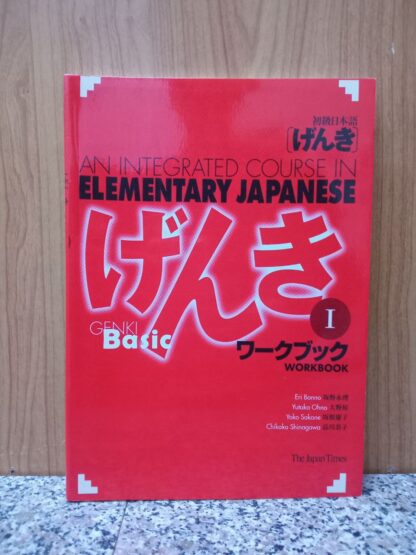 初級日本語
[げんき]
AN INTEGRATED COURSE IN
ELEMENTARY JAPANESE
げんき
I
GENKI
Basic
ワークブック
WORKBOOK
Eri Banno 坂野永理
Yutaka Ohno 大野裕
Yoko Sakane 坂根庸子
Chikako Shinagawa 品川恭子
The Japan Times